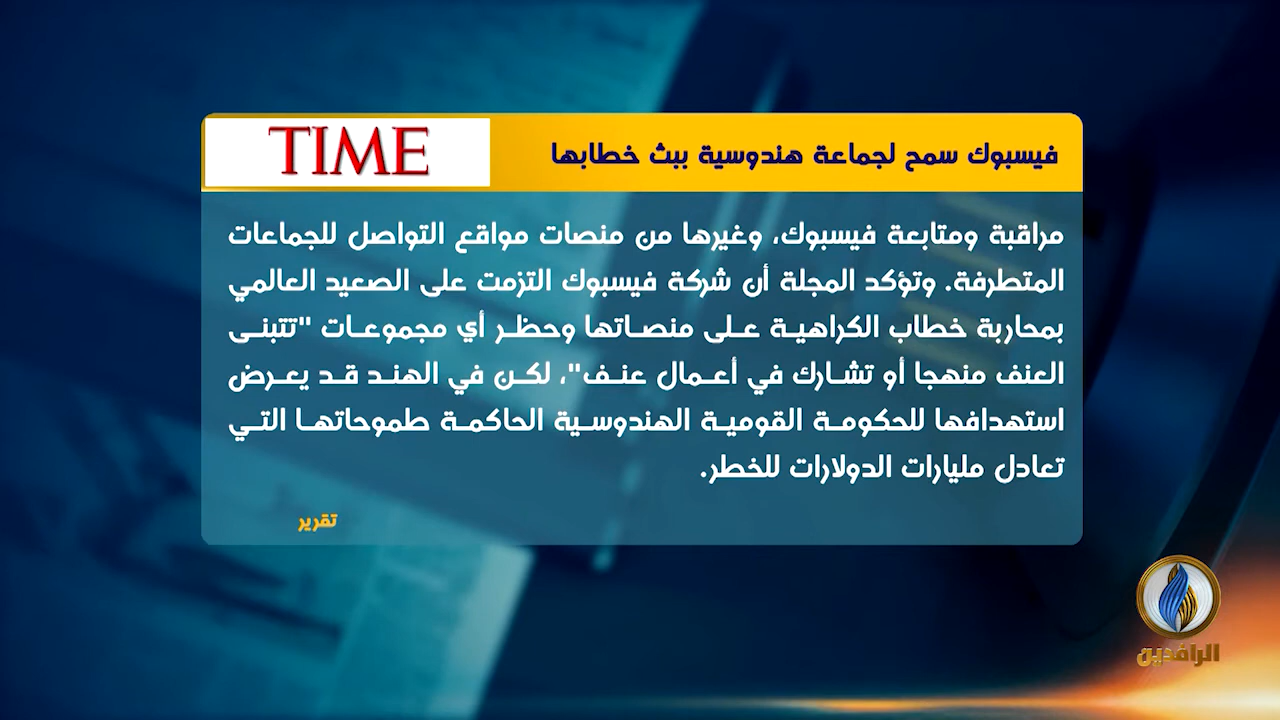 TIME
فيسبوك سمح لجماعة هندوسية ببث خطابها
مراقبة ومتابعة فيسبوك، وغيرها من منصات مواقع التواصل للجماعات
المتطرفة. وتؤكد المجلة أن شركة فيسبوك التزمت على الصعيد العالمي
بمحاربة خطاب الكراهية على منصاتها وحظر أي مجموعات "تتبنى
العنف منهجا أو تشارك في أعمال عنف"، لكن في الهند قد يعرض
استهدافها للحكومة القومية الهندوسية الحاكمة طموحاتها التي
تعادل مليارات الدولارات للخطر.
تقرير
الرافدين